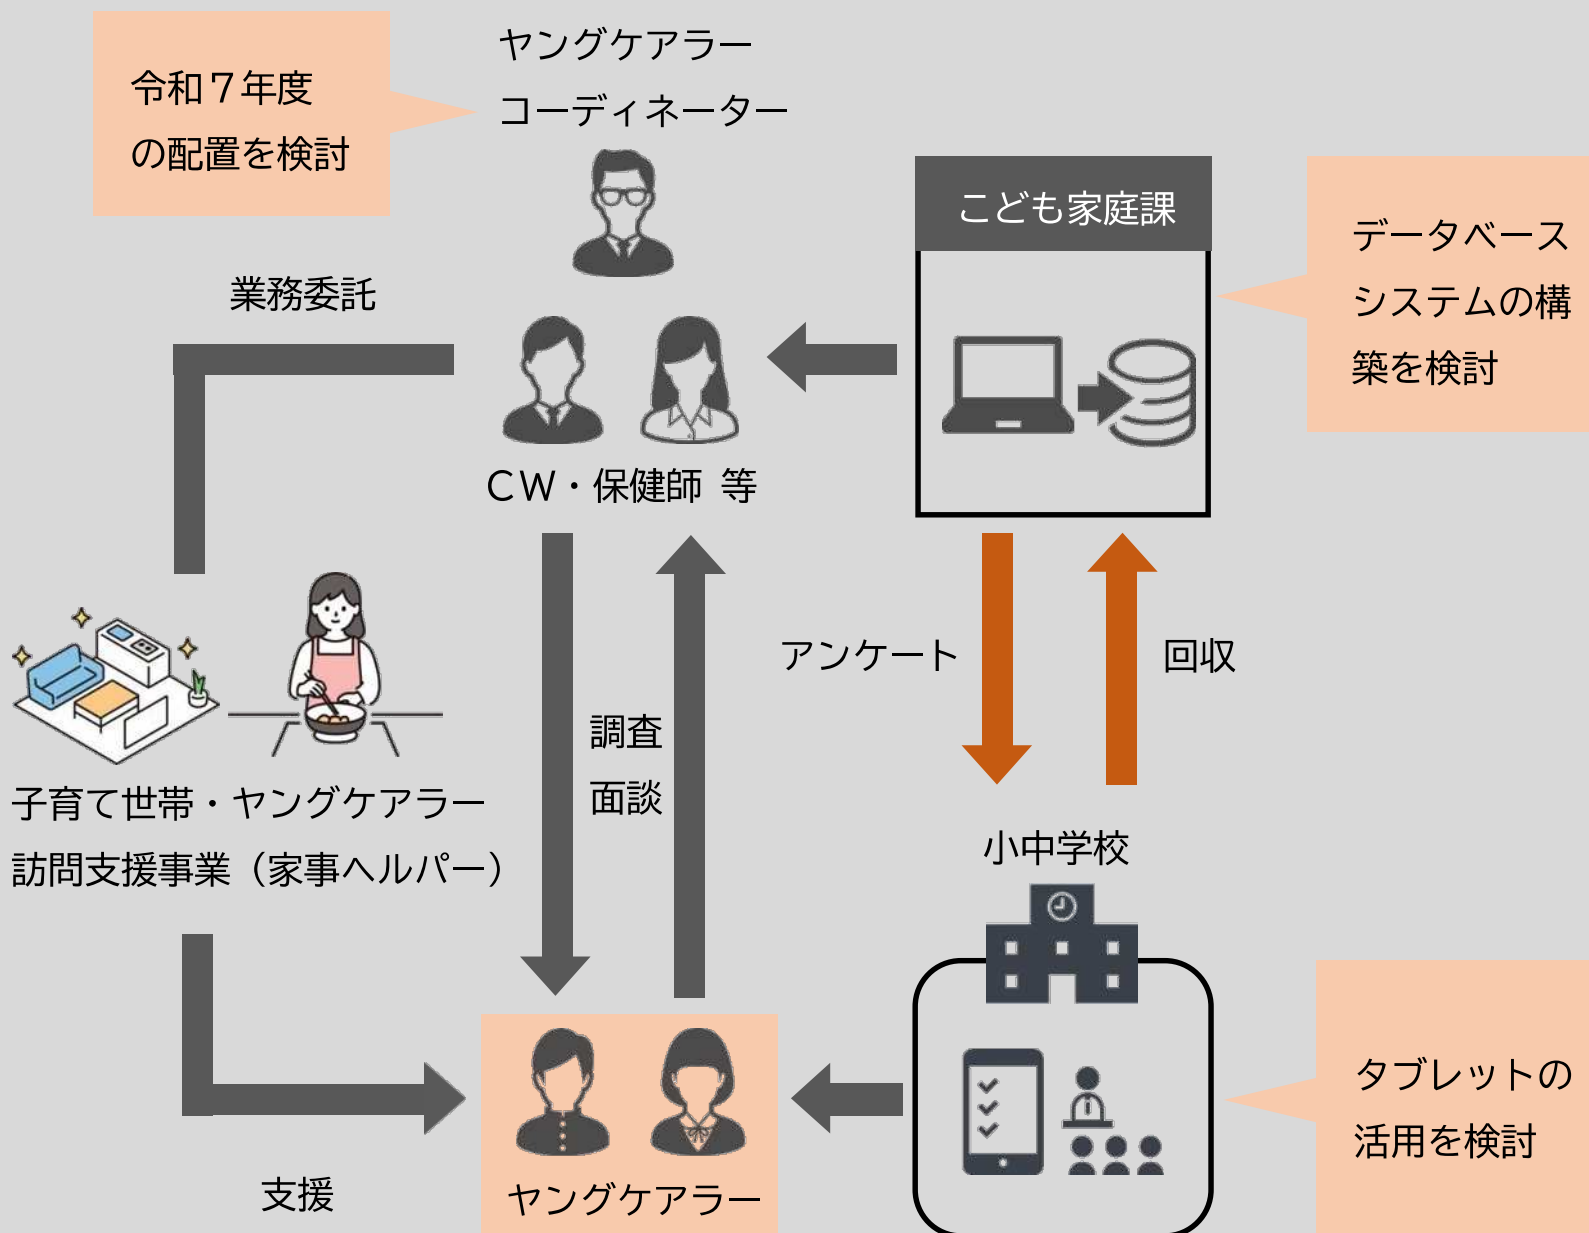 令和７年度
の配置を検討
ヤングケアラー
コーディネーター
こども家庭課
データベース
システムの構
築を検討
業務委託
ＣＷ・保健師 等
アンケート
回収
調査
面談
子育て世帯・ヤングケアラー
訪問支援事業（家事ヘルパー）
小中学校
タブレットの
活用を検討
支援
ヤングケアラー